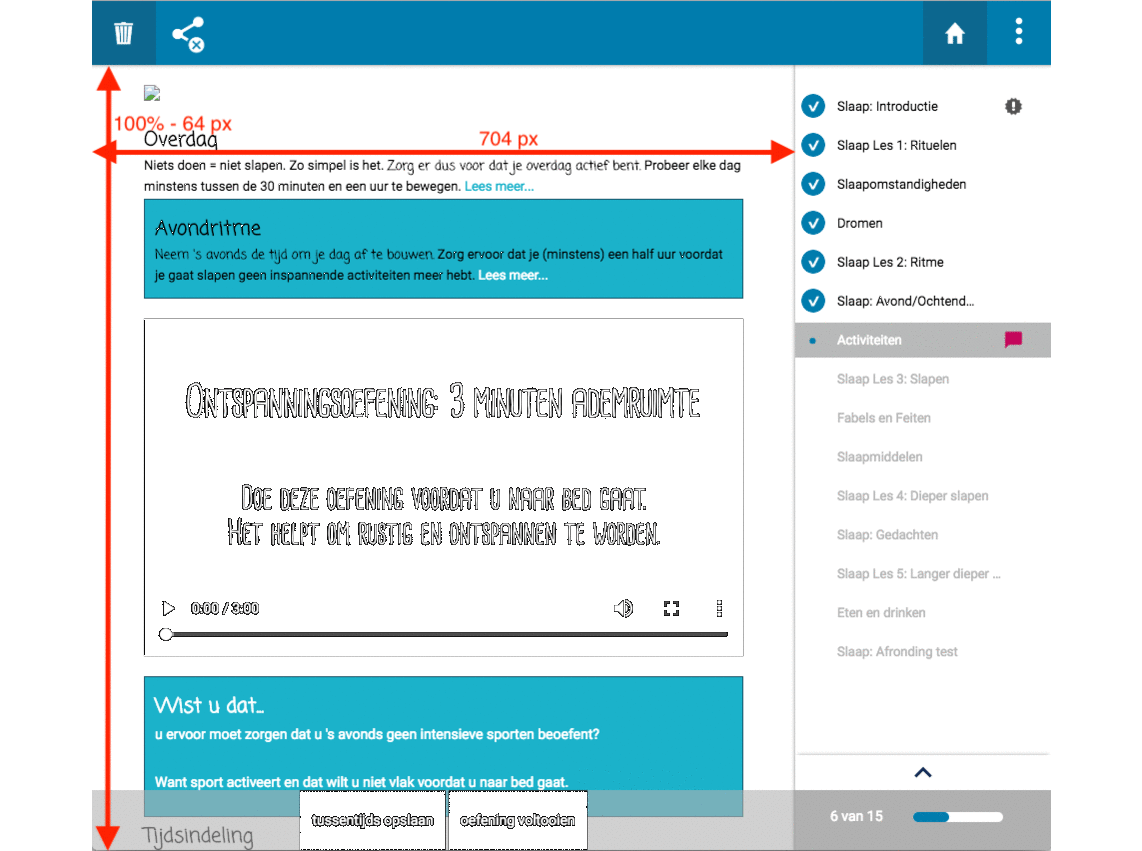 100% - 64 px
704 px
Overdag
Niets doen = niet slapen. Zo simpel is het. Zorg er dus voor dat je overdag actief bent. Probeer elke dag
minstens tussen de 30 minuten en een uur te bewegen. Lees meer...
Avondritme
Neem 's avonds de tijd om je dag af te bouwen. Zorg ervoor dat je (minstens) een half uur voordat
je gaat slapen geen inspannende activiteiten meer hebt. Lees meer...
Ontspanningsoefening: 3 minuten ademruimte
Doe deze oefening voordat u naar bed gaat.
Het helpt om rustig en ontspannen te worden.
0:00 / 3:00
Wist u dat...
u ervoor moet zorgen dat u 's avonds geen intensieve sporten beoefent?
Want sport activeert en dat wilt u niet vlak voordat u naar bed gaat.
Tijdsindeling
tussentijds opslaan
oefening voltooien
Slaap: Introductie
Slaap Les 1: Rituelen
Slaapomstandigheden
Dromen
Slaap Les 2: Ritme
Slaap: Avond/Ochtend...
Activiteiten
Slaap Les 3: Slapen
Fabels en Feiten
Slaapmiddelen
Slaap Les 4: Dieper slapen
Slaap: Gedachten
Slaap Les 5: Langer dieper ...
Eten en drinken
Slaap: Afronding test
6 van 15